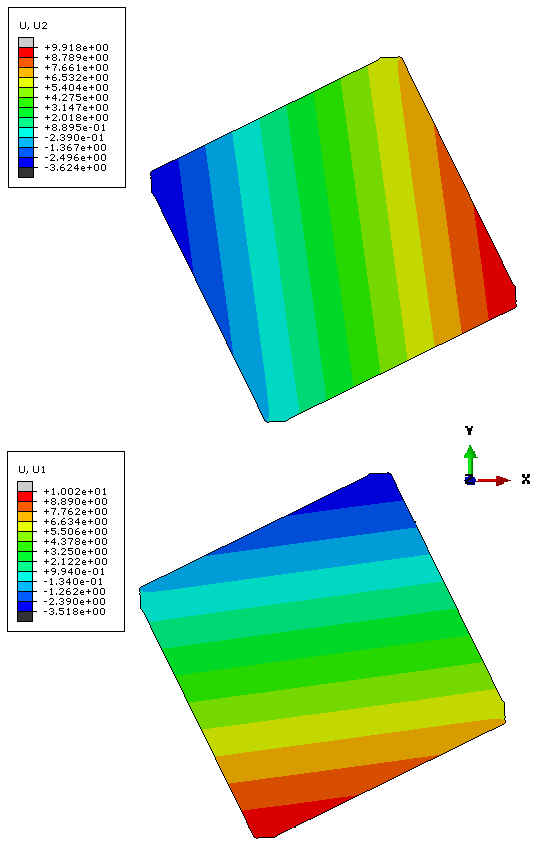 U, U2
+9.918e+00
+8.789e+00
+7.661e+00
+6.532e+00
+5.404e+00
+4.275e+00
+3.147e+00
+2.018e+00
+8.895e-01
-2.390e-01
-1.367e+00
-2.496e+00
-3.624e+00
Y
X
U, U1
+1.002e+01
+8.890e+00
+7.762e+00
+6.634e+00
+5.506e+00
+4.378e+00
+3.250e+00
+2.122e+00
+9.940e-01
-1.340e-01
-1.262e+00
-2.390e+00
-3.518e+00